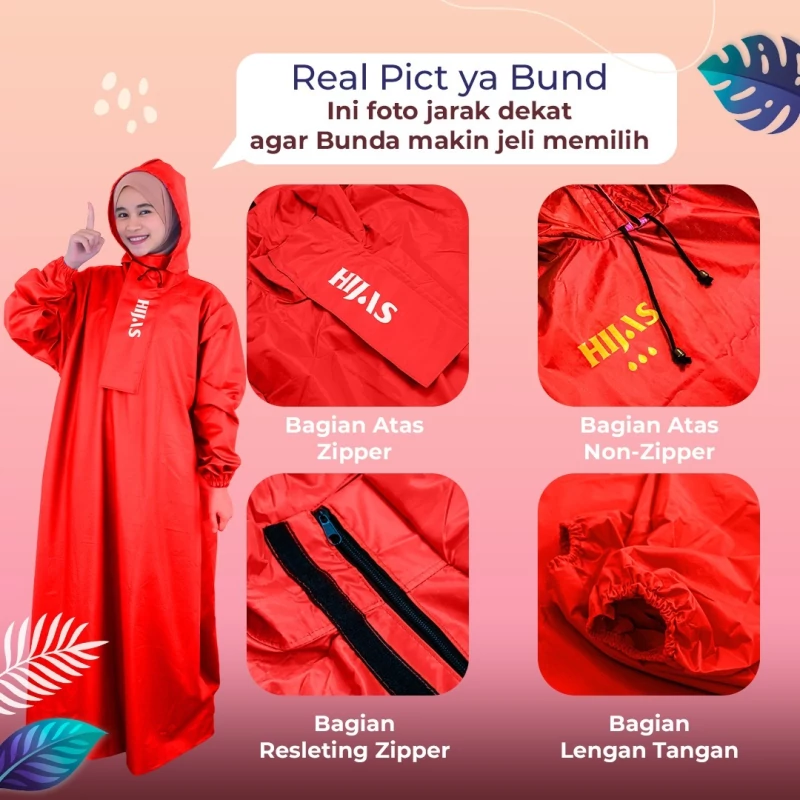 Real Pict ya Bund
Ini foto jarak dekat
agar Bunda makin jeli memilih
HIJAS
HIJAS
HIJAS
Bagian Atas
Zipper
Bagian Atas
Non-Zipper
Bagian
Resleting Zipper
Bagian
Lengan Tangan